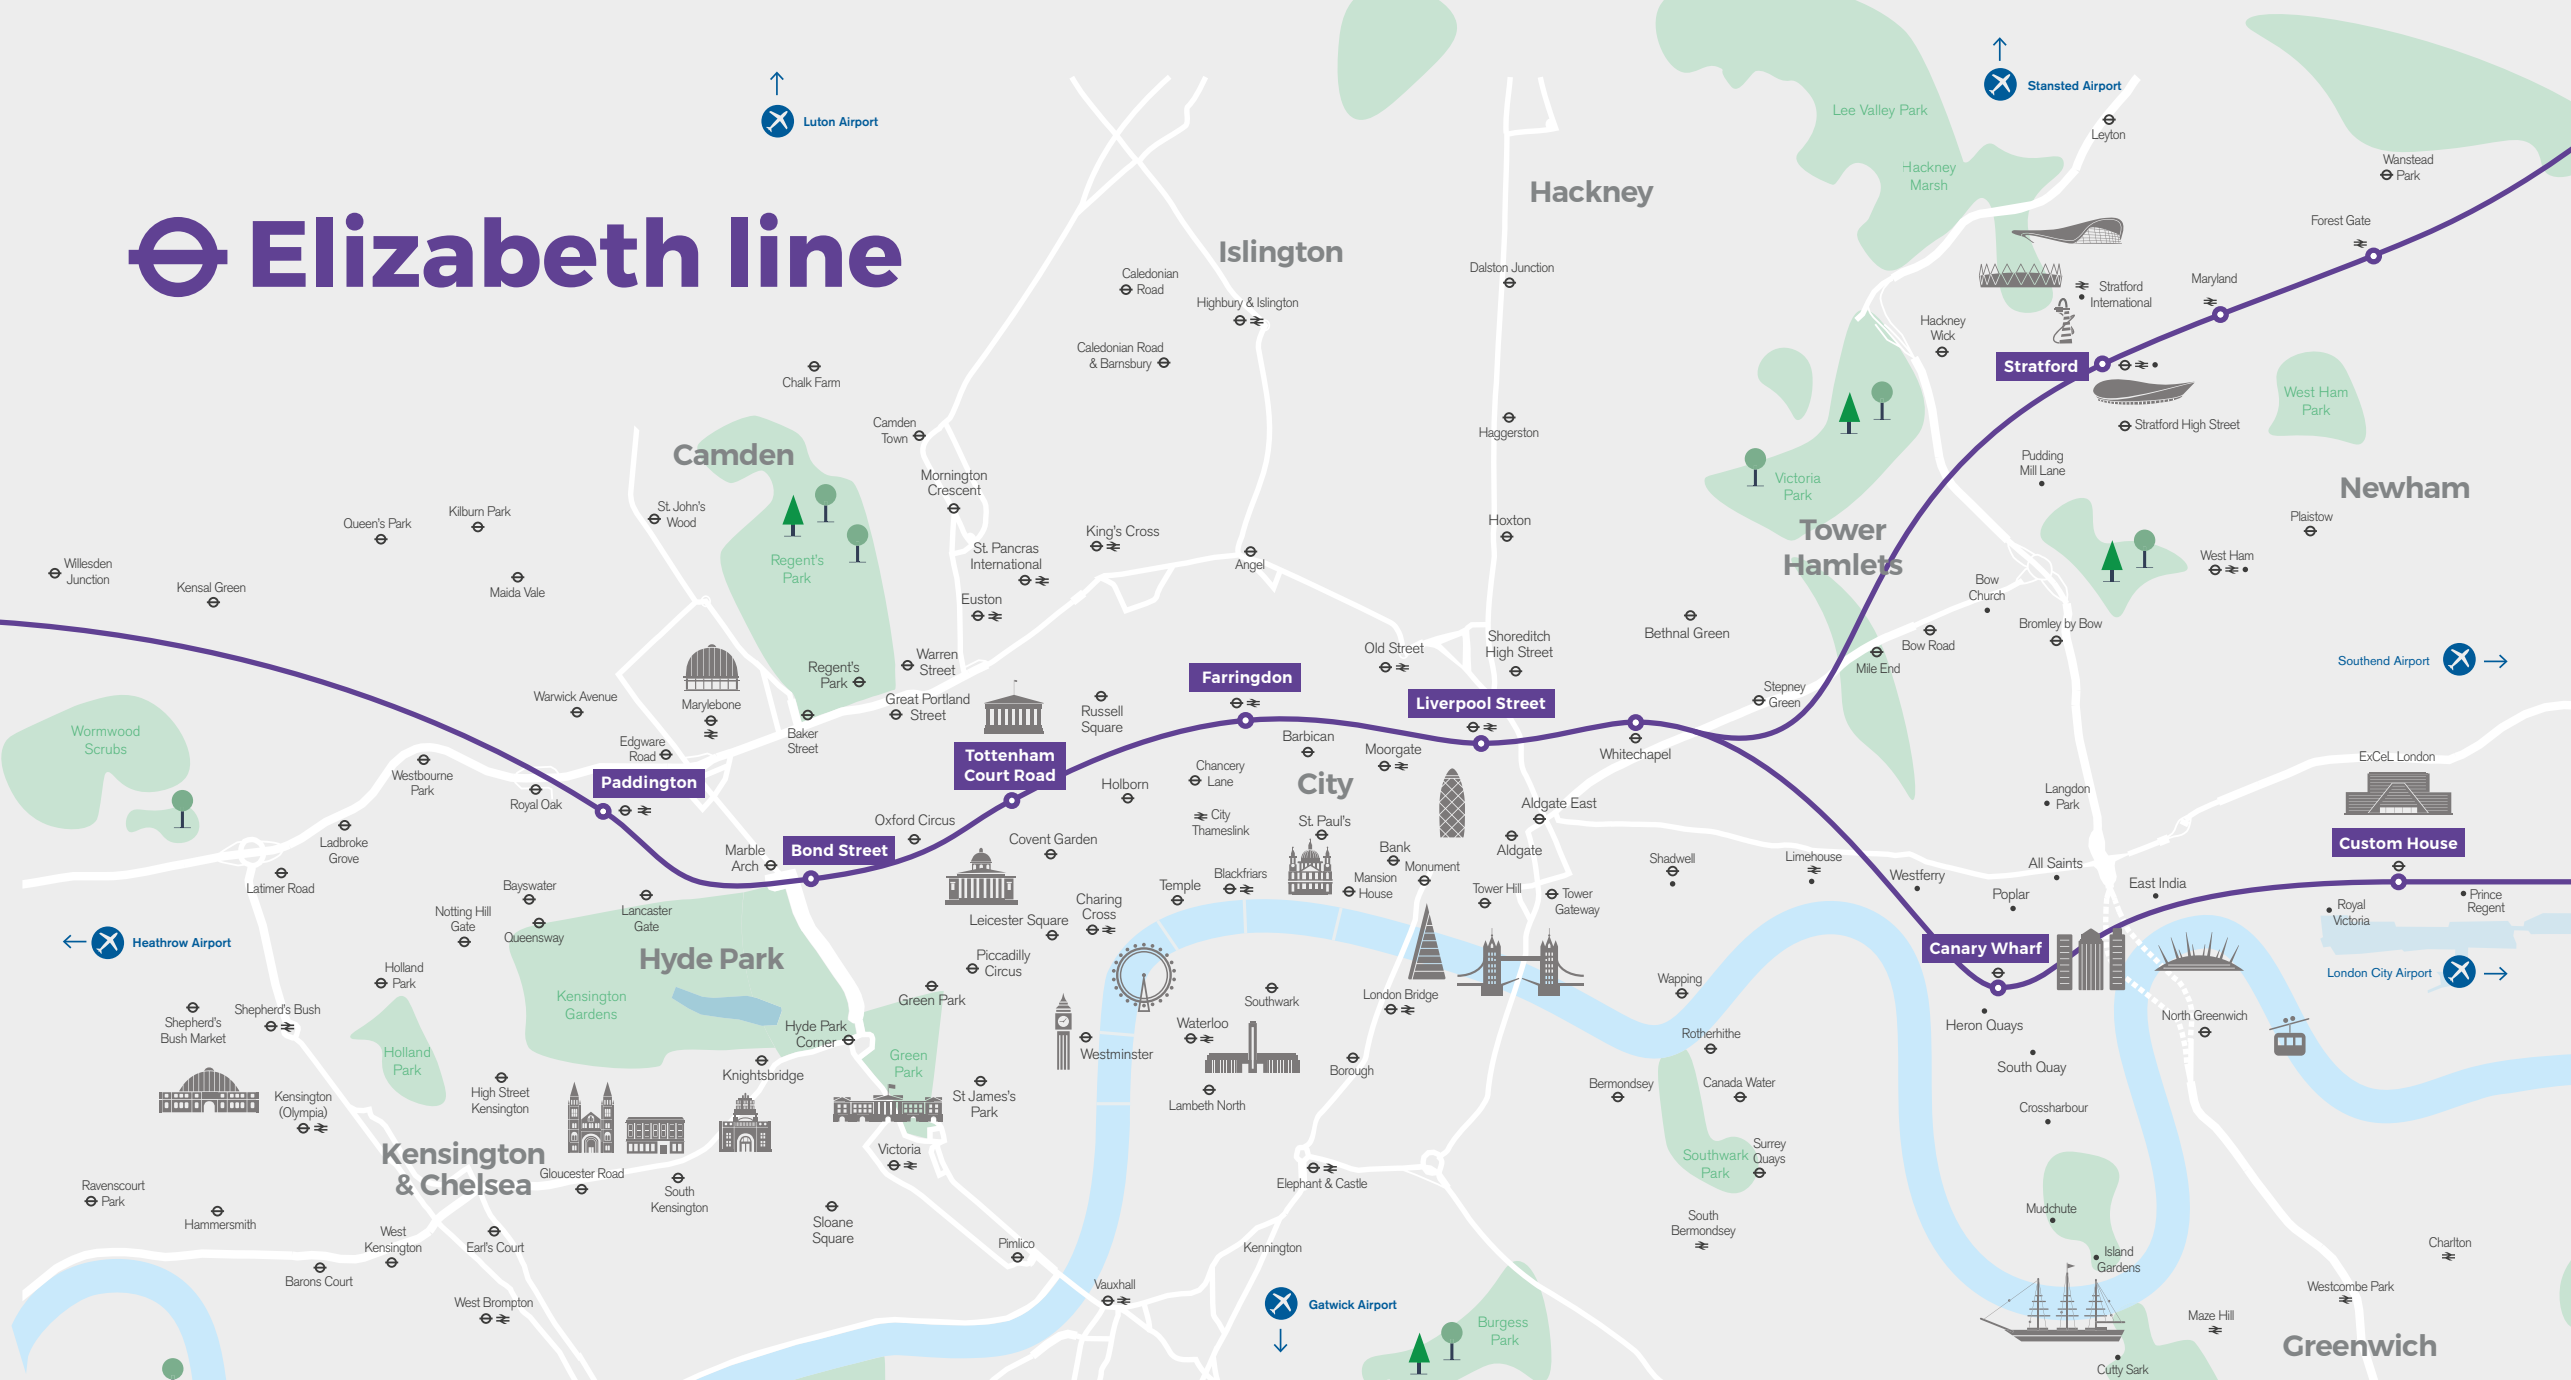 Elizabeth line
Luton Airport
Stansted Airport
Leyton
Lee Valley Park
Hackney
Marsh
Wanstead
Park
Hackney
Forest Gate
Islington
Caledonian
Road
Highbury & Islington
Dalston Junction
Maryland
Stratford
International
Hackney
Wick
Caledonian Road
& Barnsbury
Chalk Farm
Stratford
West Ham
Park
Stratford High Street
Camden
Town
Haggerston
Camden
Pudding
Mill Lane
Victoria
Park
Newham
Mornington
Crescent
St. John's
Wood
Kilburn Park
Queen's Park
Hoxton
Plaistow
Tower
Hamlets
King's Cross
St. Pancras
International
Angel
West Ham
Willesden
Junction
Regent's
Park
Kensal Green
Maida Vale
Bow
Church
Euston
Bethnal Green
Bromley by Bow
Bow Road
Shoreditch
High Street
Old Street
Mile End
Warren
Street
Regent's
Park
Southend Airport
Farringdon
Stepney
Green
Warwick Avenue
Marylebone
Great Portland
Street
Russell
Square
Liverpool Street
Wormwood
Scrubs
Baker
Street
Edgware
Road
Barbican
Moorgate
Whitechapel
Tottenham
Court Road
ExCeL London
Westbourne
Park
Paddington
Chancery
Lane
Holborn
City
Royal Oak
Aldgate East
Langdon
Park
Oxford Circus
City
Thameslink
St. Paul's
Ladbroke
Grove
Covent Garden
Custom House
Marble
Arch
Bond Street
Bank
Aldgate
Shadwell
Limehouse
All Saints
Monument
Latimer Road
Bayswater
Temple
Blackfriars
Mansion
House
Tower Hill
Tower
Gateway
Westferry
Poplar
East India
Prince
Regent
Royal
Victoria
Notting Hill
Gate
Queensway
Lancaster
Gate
Leicester Square
Charing
Cross
Heathrow Airport
Hyde Park
Canary Wharf
Piccadilly
Circus
Holland
Park
Kensington
Gardens
Green Park
Southwark
London Bridge
Wapping
London City Airport
Shepherd's
Bush Market
Shepherd's Bush
Hyde Park
Corner
Waterloo
Heron Quays
North Greenwich
Rotherhithe
Holland
Park
Green
Park
Westminster
Knightsbridge
Borough
South Quay
Bermondsey
Canada Water
High Street
Kensington
Kensington
(Olympia)
St James's
Park
Lambeth North
Crossharbour
Kensington
& Chelsea
Victoria
Surrey
Quays
Southwark
Park
Gloucester Road
Elephant & Castle
Ravenscourt
Park
South
Kensington
Hammersmith
Sloane
Square
Mudchute
South
Bermondsey
West
Kensington
Earl's Court
Pimlico
Kennington
Island
Gardens
Charlton
Barons Court
Vauxhall
Westcombe Park
West Brompton
Gatwick Airport
Burgess
Park
Maze Hill
Greenwich
Cutty Sark